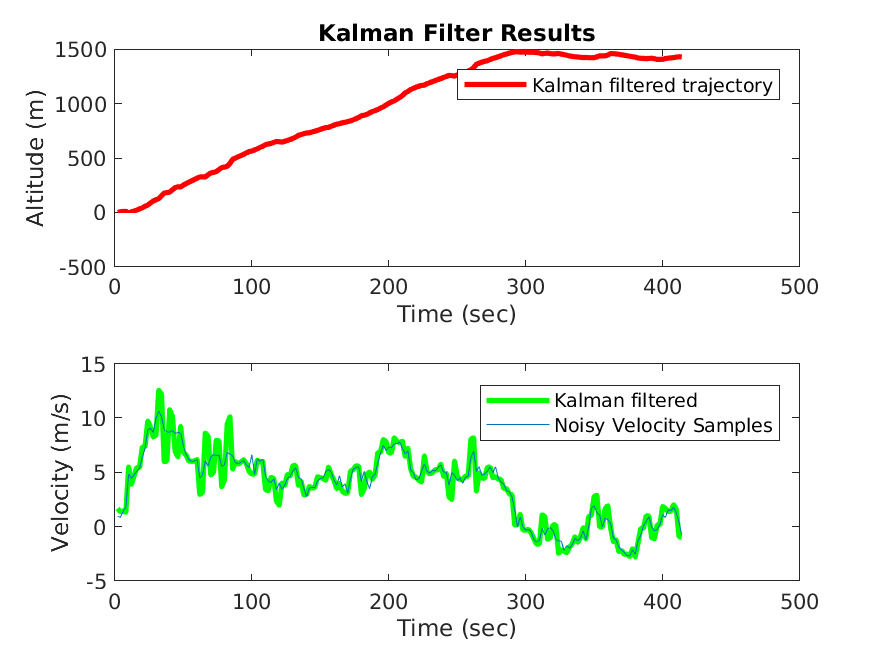 Kalman Filter Results
1500
1000
500
0
-500
Altitude (m)
Kalman filtered trajectory
0 100 200 300 400 500
Time (sec)
15
10
5
0
-5
Velocity (m/s)
Kalman filtered
Noisy Velocity Samples
0 100 200 300 400 500
Time (sec)